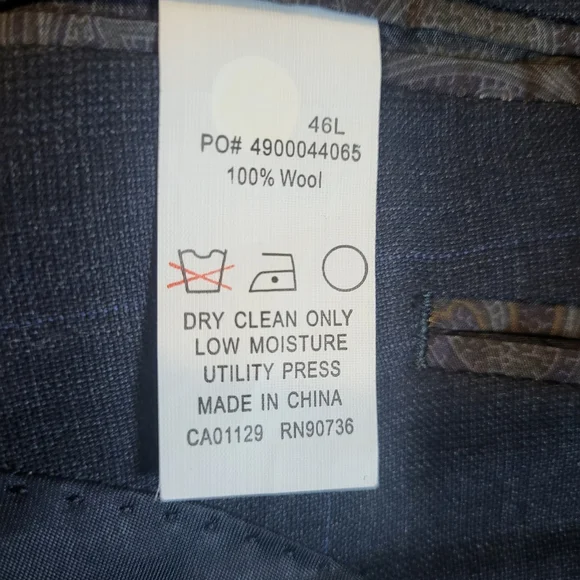 46L
PO# 4900044065
100% Wool
DRY CLEAN ONLY
LOW MOISTURE
UTILITY PRESS
MADE IN CHINA
CA01129 RN90736